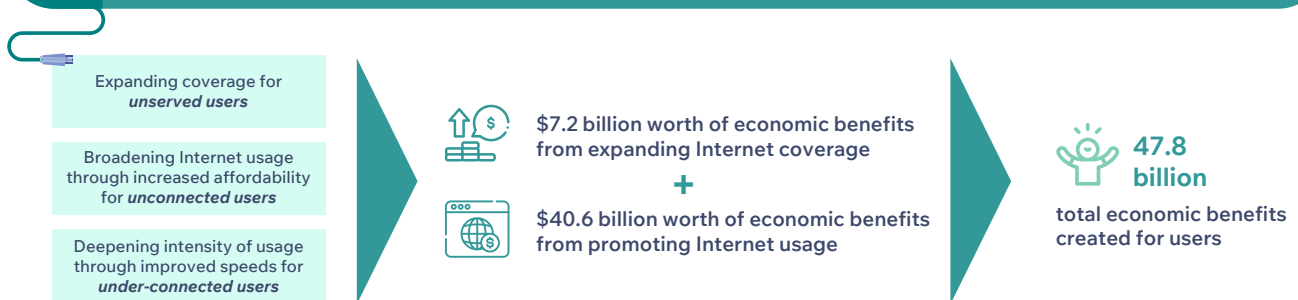 Expanding coverage for
unserved users
Broadening Internet usage
through increased affordability
for unconnected users
Deepening intensity of usage
through improved speeds for
under-connected users
$7.2 billion worth of economic benefits
from expanding Internet coverage
+
$40.6 billion worth of economic benefits
from promoting Internet usage
47.8
billion
total economic benefits
created for users